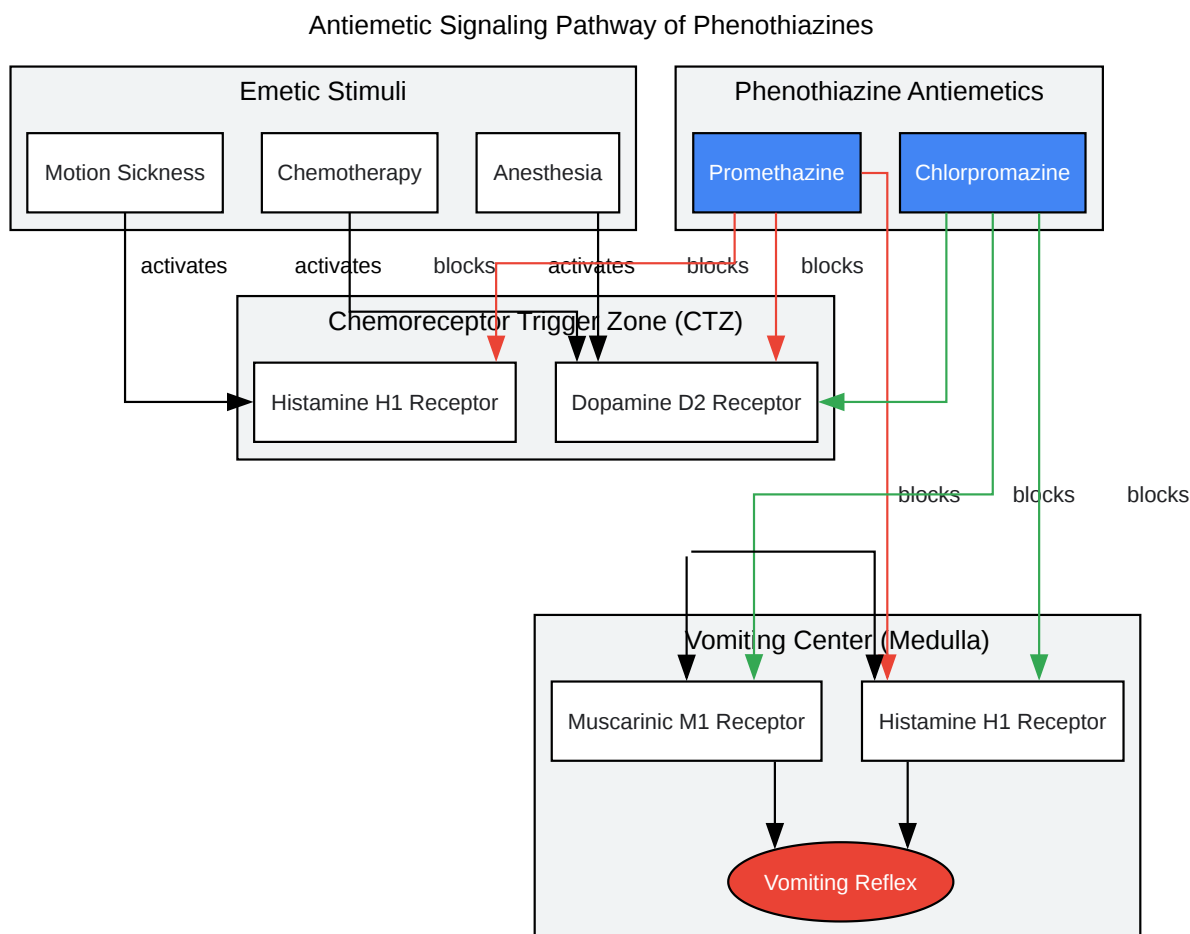 Antiemetic Signaling Pathway of Phenothiazines
Emetic Stimuli
Phenothiazine Antiemetics
Motion Sickness
Chemotherapy
Anesthesia
Promethazine
Chlorpromazine
activates
activates
blocks
activates
blocks
blocks
Chemoreceptor Trigger Zone (CTZ)
Histamine H1 Receptor
Dopamine D2 Receptor
blocks
blocks
blocks
Vomiting Center (Medulla)
Muscarinic M1 Receptor
Histamine H1 Receptor
Vomiting Reflex